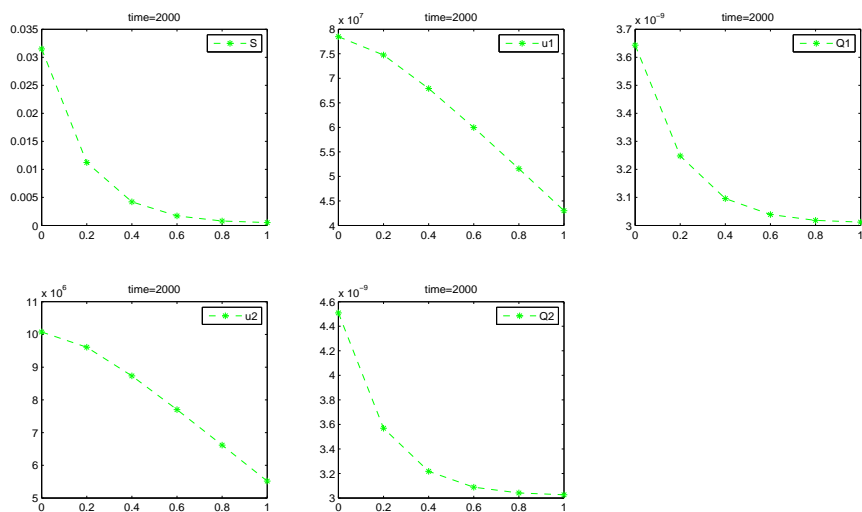 time=2000
0.035
0.03
0.025
0.02
0.015
0.01
0.005
0
0 0.2 0.4 0.6 0.8 1
S
x 10⁷
time=2000
8
7.5
7
6.5
6
5.5
5
4.5
4
0 0.2 0.4 0.6 0.8 1
u1
x 10⁻⁹
time=2000
3.7
3.6
3.5
3.4
3.3
3.2
3.1
3
0 0.2 0.4 0.6 0.8 1
Q1
x 10⁶
time=2000
11
10
9
8
7
6
5
0 0.2 0.4 0.6 0.8 1
u2
x 10⁻⁹
time=2000
4.6
4.4
4.2
4
3.8
3.6
3.4
3.2
3
0 0.2 0.4 0.6 0.8 1
Q2